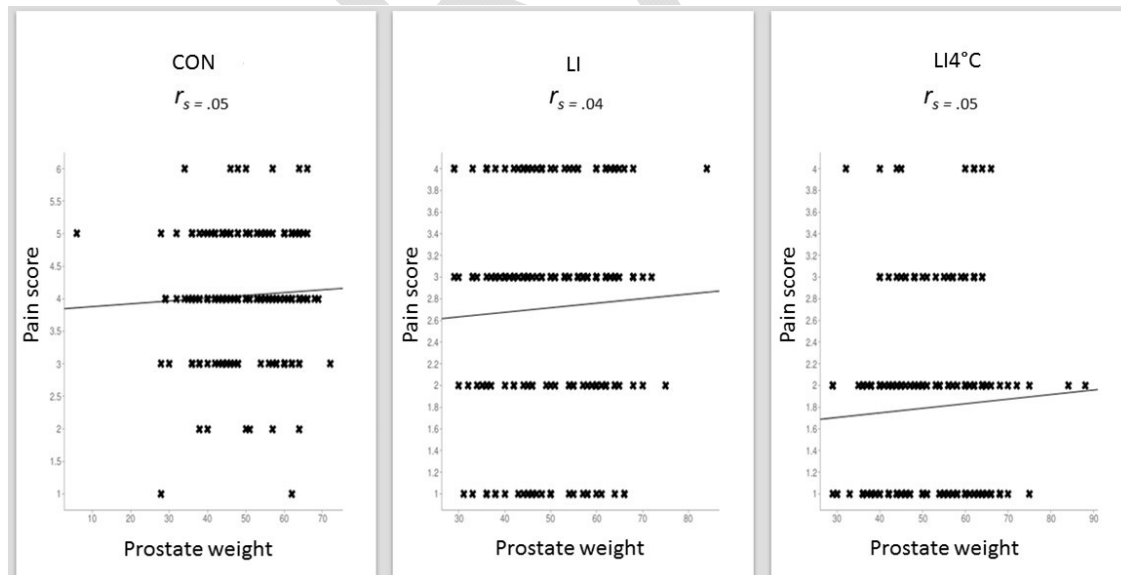 CON
rs = .05
Pain score
6
5.5
5
4.5
4
3.5
3
2.5
2
1.5
1
10 20 30 40 50 60 70
Prostate weight
LI
rs = .04
Pain score
4
3.8
3.6
3.4
3.2
3
2.8
2.6
2.4
2.2
2
1.8
1.6
1.4
1.2
1
30 40 50 60 70 80
Prostate weight
LI4°C
rs = .05
Pain score
4
3.8
3.6
3.4
3.2
3
2.8
2.6
2.4
2.2
2
1.8
1.6
1.4
1.2
1
30 40 50 60 70 80 90
Prostate weight